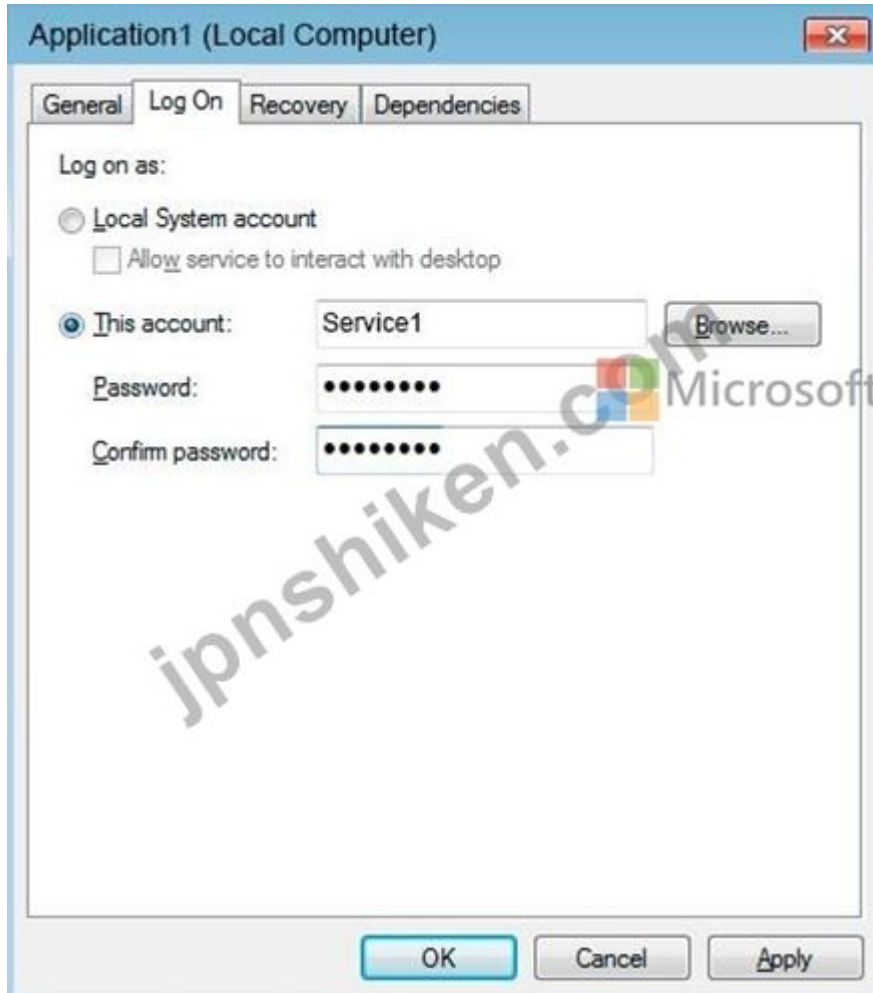 Application1 (Local Computer)
General Log On Recovery Dependencies
Log on as:
Local System account
Allow service to interact with desktop
This account: Service1 Browse...
Password: ••••••••
Microsoft
Confirm password: ••••••••
jpnshiken.com
OK Cancel Apply